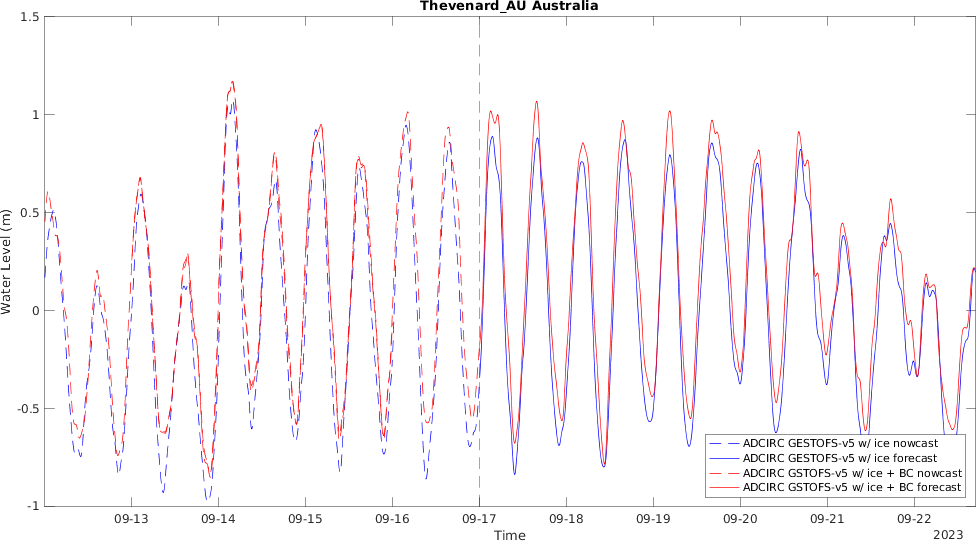 Thevenard_AU Australia
1.5
1
0.5
0
-0.5
-1
Water Level (m)
09-13 09-14 09-15 09-16 09-17 09-18 09-19 09-20 09-21 09-22
2023
Time
ADCIRC GESTOFS-v5 w/ ice nowcast
ADCIRC GESTOFS-v5 w/ ice forecast
ADCIRC GSTOFS-v5 w/ ice + BC nowcast
ADCIRC GSTOFS-v5 w/ ice + BC forecast